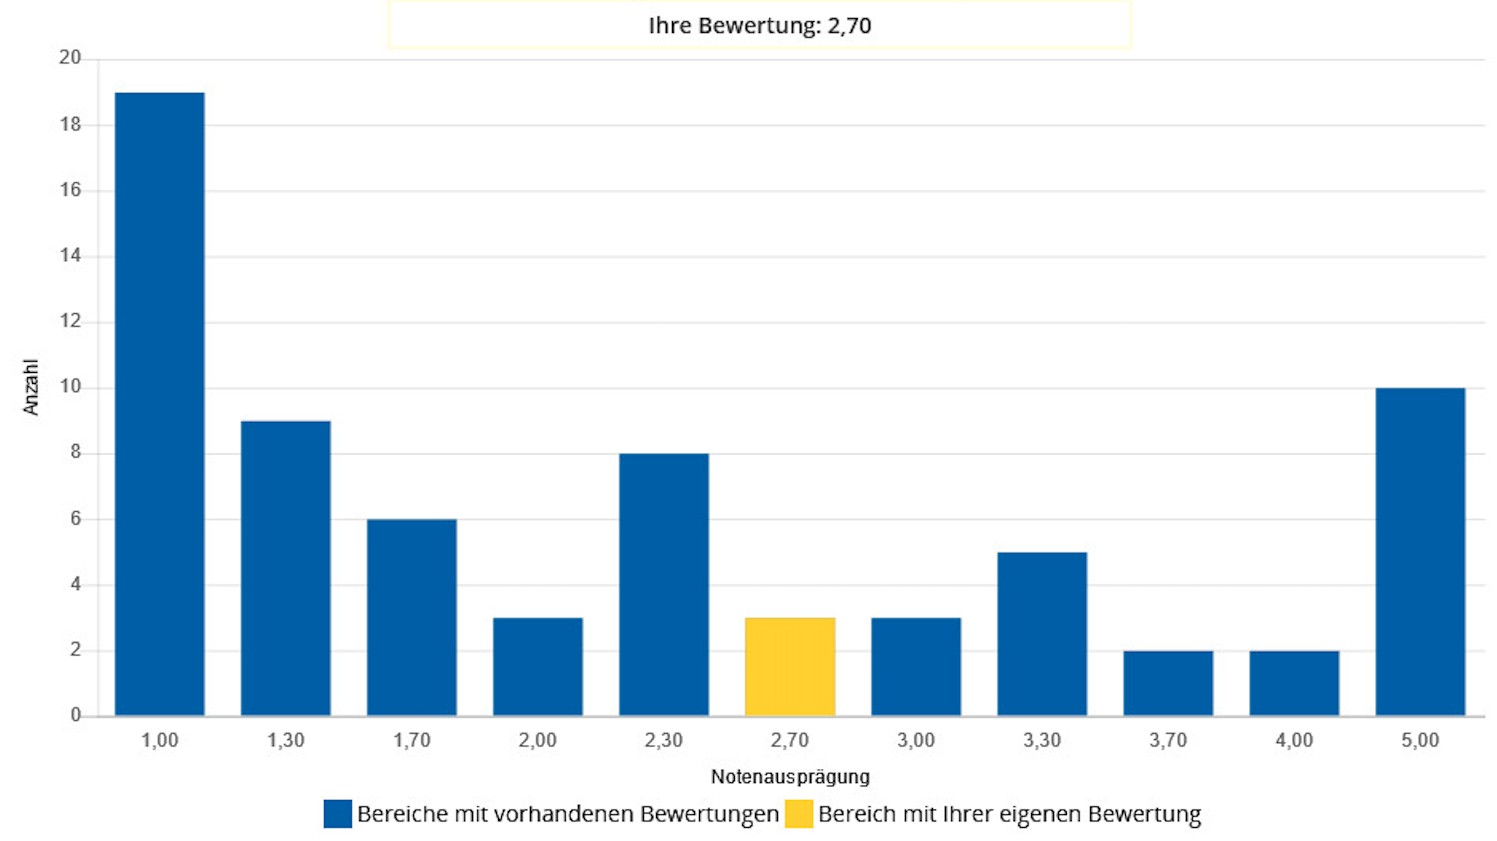 Ihre Bewertung: 2,70
20
18
16
14
12
10
8
6
4
2
0
Anzahl
1,00 1,30 1,70 2,00 2,30 2,70 3,00 3,30 3,70 4,00 5,00
Notenausprägung
Bereiche mit vorhandenen Bewertungen Bereich mit Ihrer eigenen Bewertung